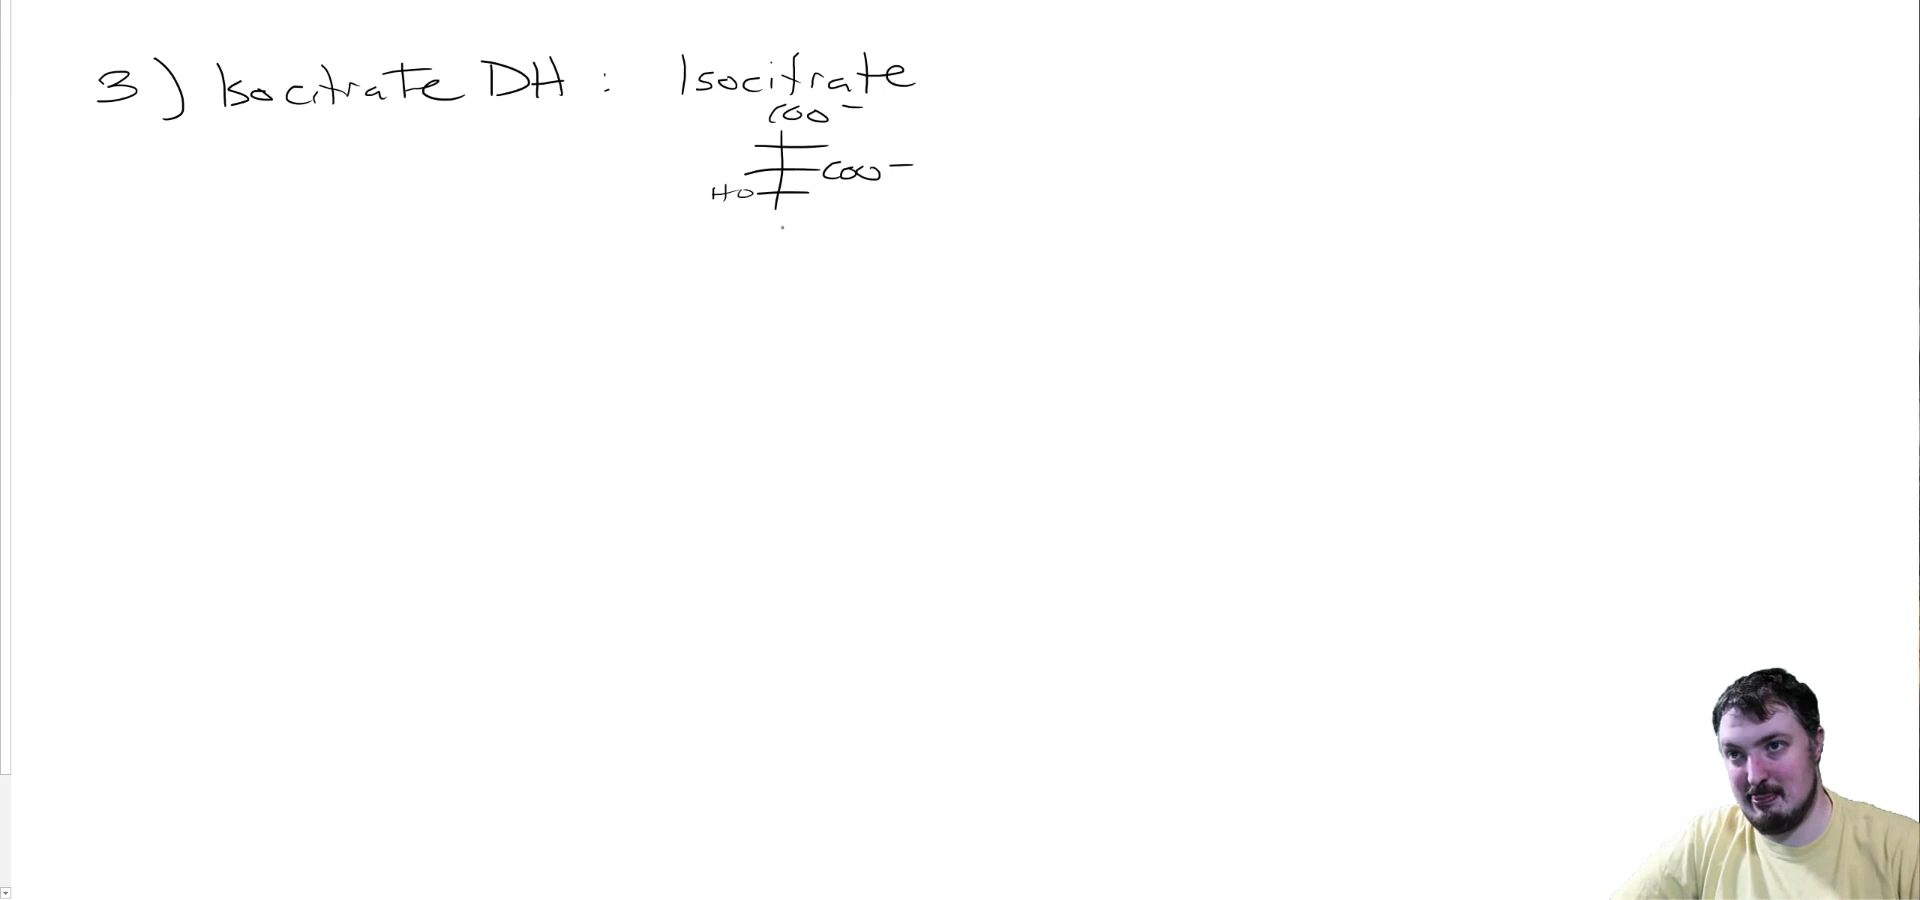 3) Isocitrate DH : Isocitrate
COO⁻
COO⁻
HO